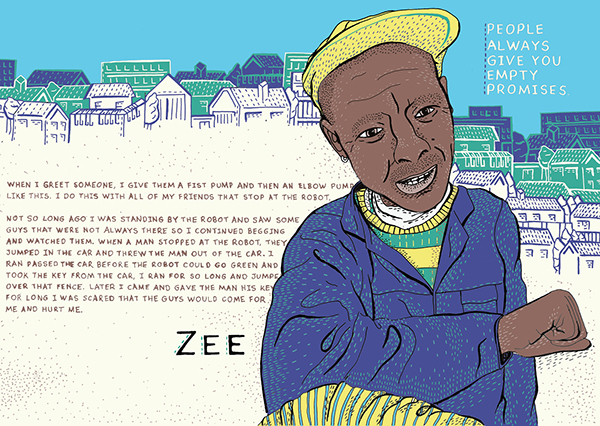 PEOPLE
ALWAYS
GIVE YOU
EMPTY
PROMISES.
WHEN I GREET SOMEONE, I GIVE THEM A FIST PUMP AND THEN AN ELBOW PUMP
LIKE THIS. I DO THIS WITH ALL OF MY FRIENDS THAT STOP AT THE ROBOT.
NOT SO LONG AGO I WAS STANDING BY THE ROBOT AND SAW SOME
GUYS THAT WERE NOT ALWAYS THERE SO I CONTINUED BEGGING
AND WATCHED THEM. WHEN A MAN STOPPED AT THE ROBOT, THEY
JUMPED IN THE CAR AND THREW THE MAN OUT OF THE CAR. I
RAN PASSED THE CAR BEFORE THE ROBOT COULD GO GREEN AND
TOOK THE KEY FROM THE CAR, I RAN FOR SO LONG AND JUMPE
OVER THAT FENCE. LATER I CAME AND GAVE THE MAN HIS KEY
FOR LONG I WAS SCARED THAT THE GUYS WOULD COME FOR
ME AND HURT ME.
ZEE